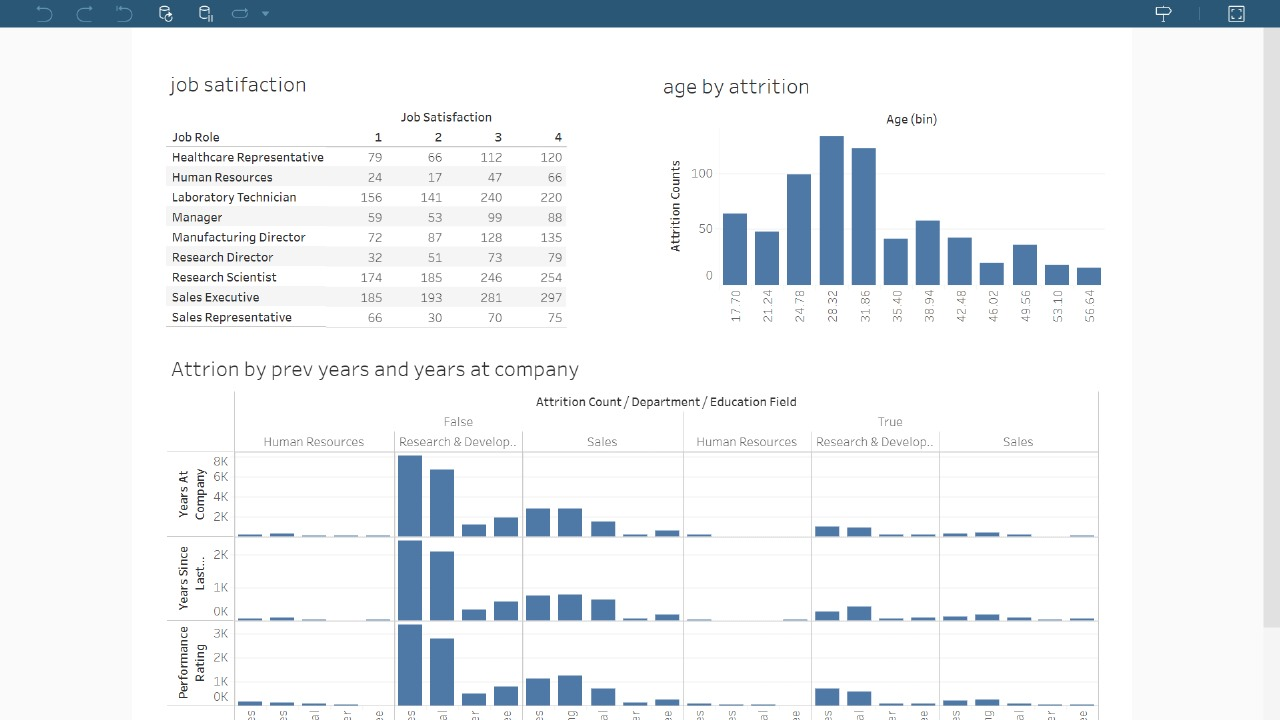 job satifaction
Job Satisfaction
Job Role 1 2 3 4
Healthcare Representative 79 66 112 120
Human Resources 24 17 47 66
Laboratory Technician 156 141 240 220
Manager 59 53 99 88
Manufacturing Director 72 87 128 135
Research Director 32 51 73 79
Research Scientist 174 185 246 254
Sales Executive 185 193 281 297
Sales Representative 66 30 70 75
age by attrition
Age (bin)
Attrition Counts
100
50
0
17.70 21.24 24.78 28.32 31.86 35.40 38.94 42.48 46.02 49.56 53.10 56.64
Attrion by prev years and years at company
Attrition Count / Department / Education Field
False True
Human Resources Research & Develop.. Sales Human Resources Research & Develop.. Sales
Years At
Company
8K
6K
4K
2K
Years Since
Last...
2K
1K
0K
Performance
Rating
3K
2K
1K
0K